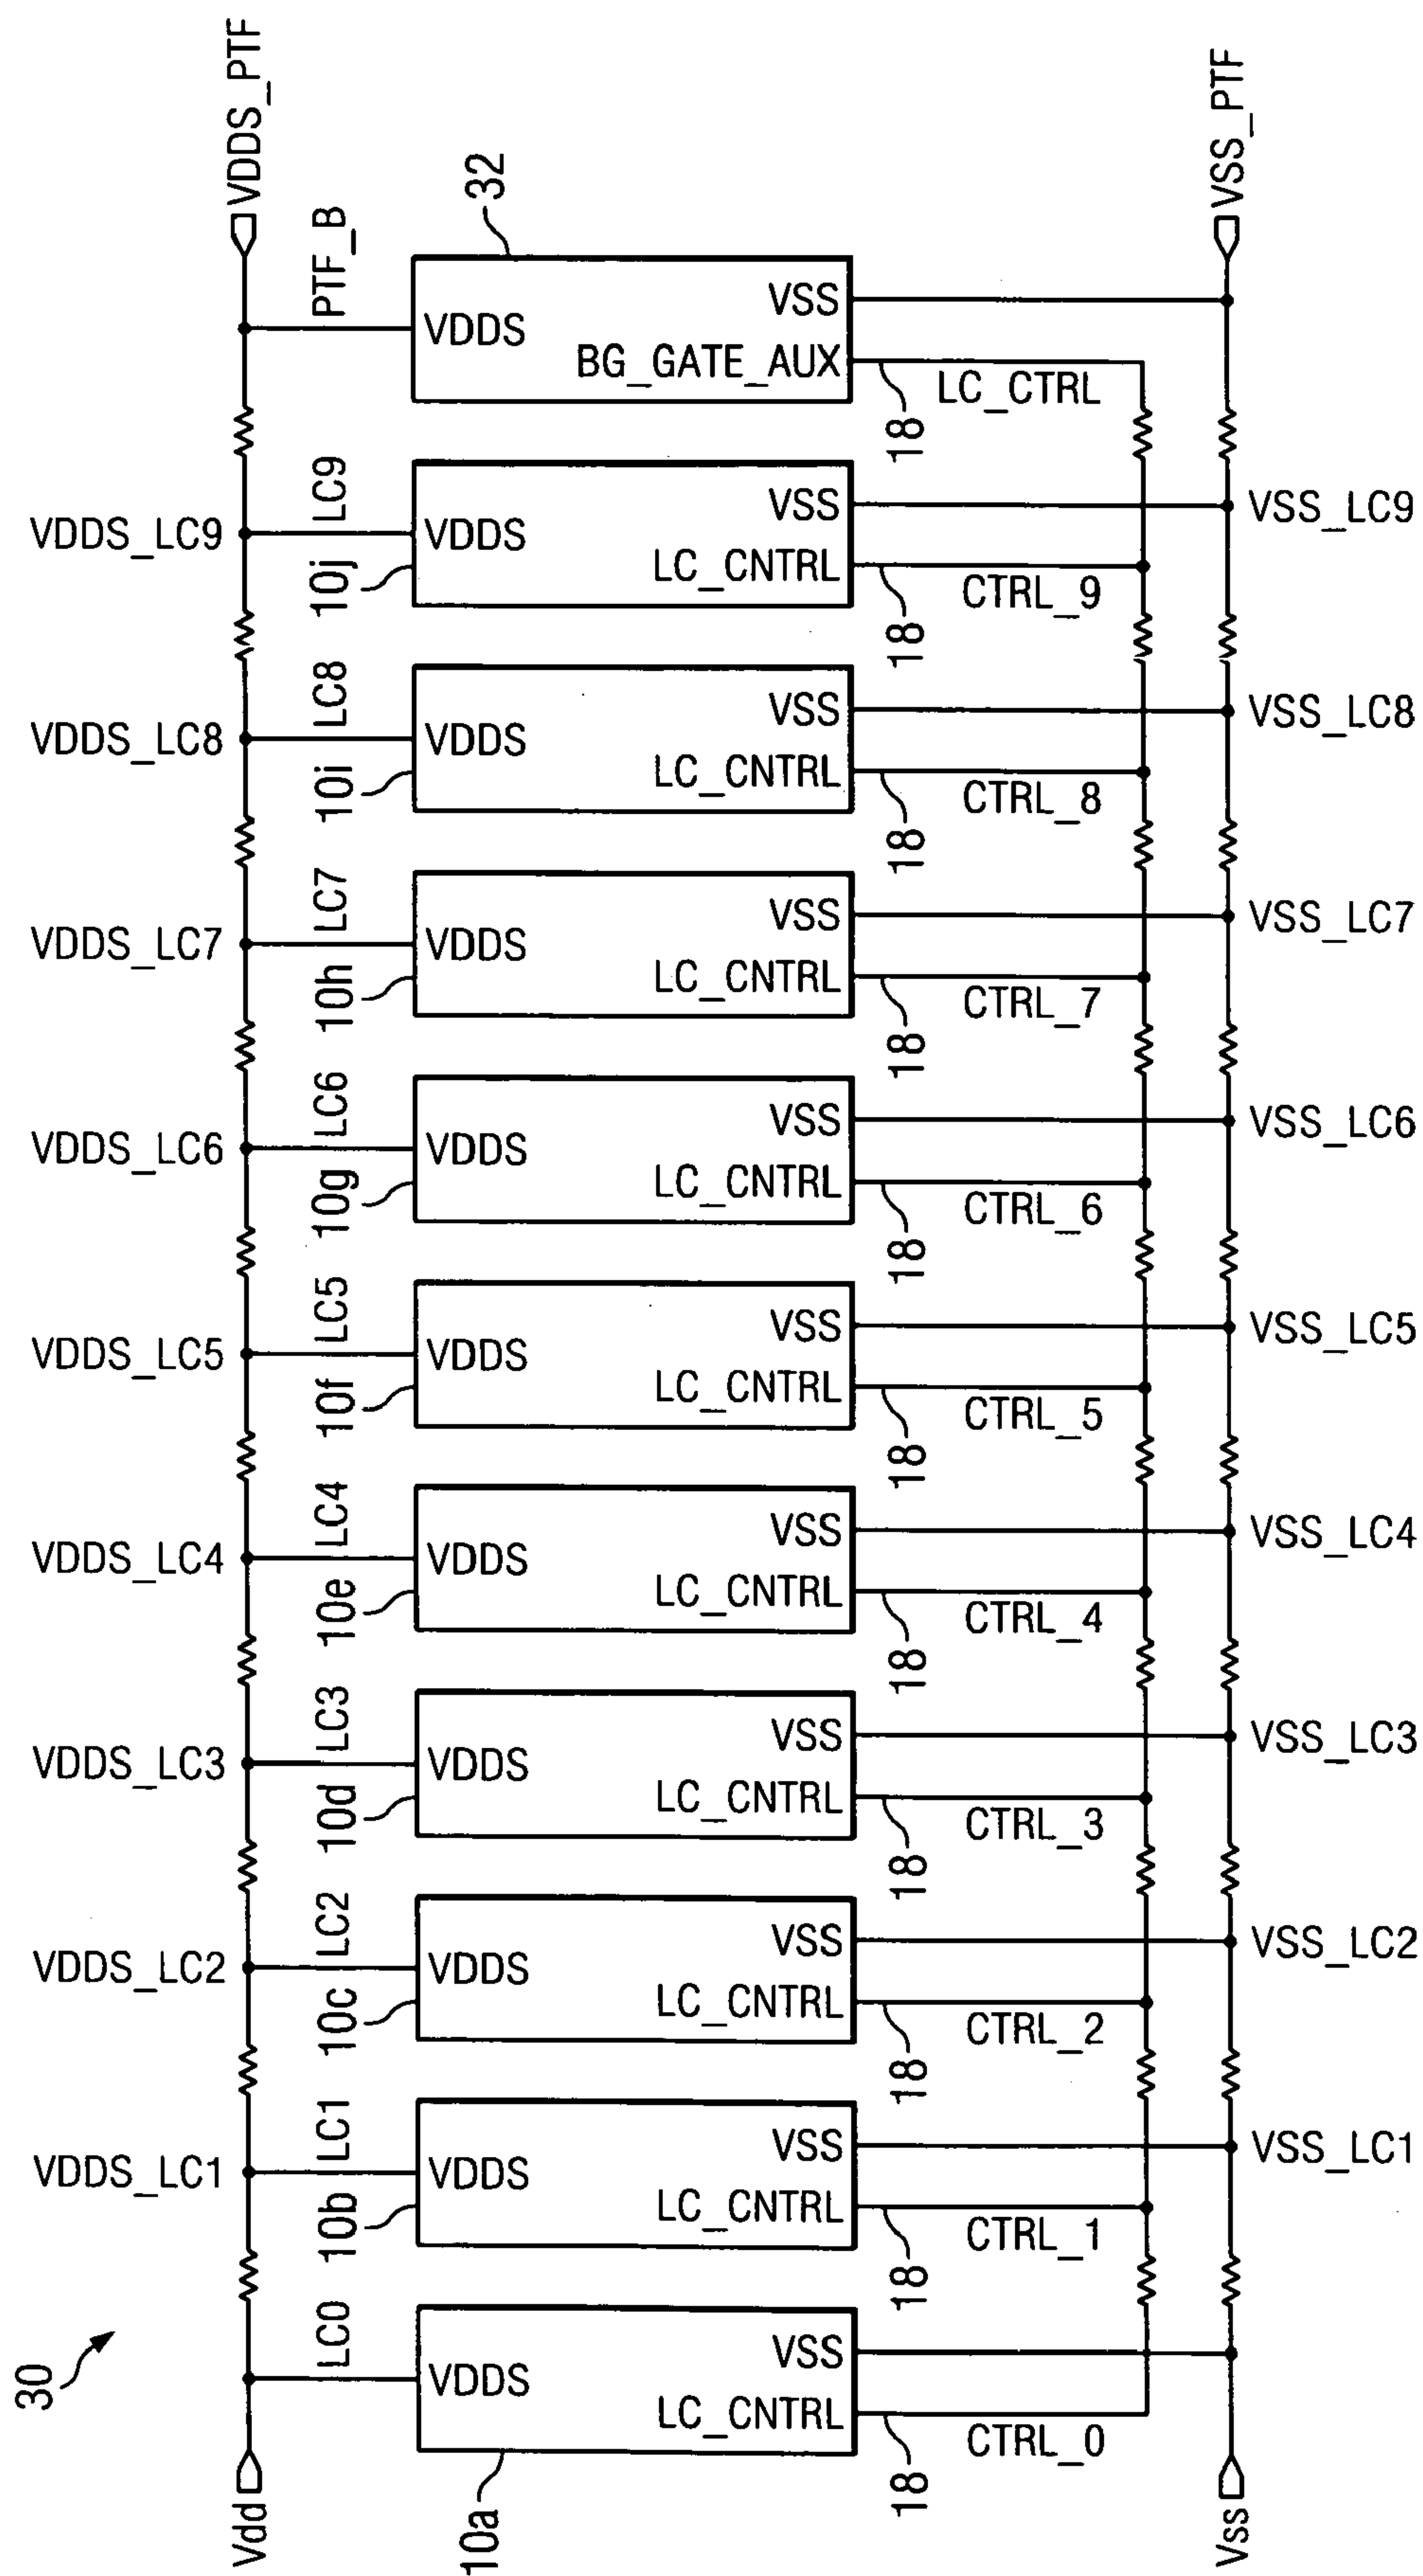 30
Vdd
VDDS_LC1
VDDS_LC2
VDDS_LC3
VDDS_LC4
VDDS_LC5
VDDS_LC6
VDDS_LC7
VDDS_LC8
VDDS_LC9
VDDS_PTF
LC0
LC1
LC2
LC3
LC4
LC5
LC6
LC7
LC8
LC9
PTF_B
10a
10b
10c
10d
10e
10f
10g
10h
10i
10j
32
VDDS
VSS
LC_CNTRL
VDDS
VSS
LC_CNTRL
VDDS
VSS
LC_CNTRL
VDDS
VSS
LC_CNTRL
VDDS
VSS
LC_CNTRL
VDDS
VSS
LC_CNTRL
VDDS
VSS
LC_CNTRL
VDDS
VSS
LC_CNTRL
VDDS
VSS
LC_CNTRL
VDDS
VSS
LC_CNTRL
VDDS
VSS
BG_GATE_AUX
18
CTRL_0
18
CTRL_1
18
CTRL_2
18
CTRL_3
18
CTRL_4
18
CTRL_5
18
CTRL_6
18
CTRL_7
18
CTRL_8
18
CTRL_9
18
LC_CTRL
Vss
VSS_LC1
VSS_LC2
VSS_LC3
VSS_LC4
VSS_LC5
VSS_LC6
VSS_LC7
VSS_LC8
VSS_LC9
VSS_PTF